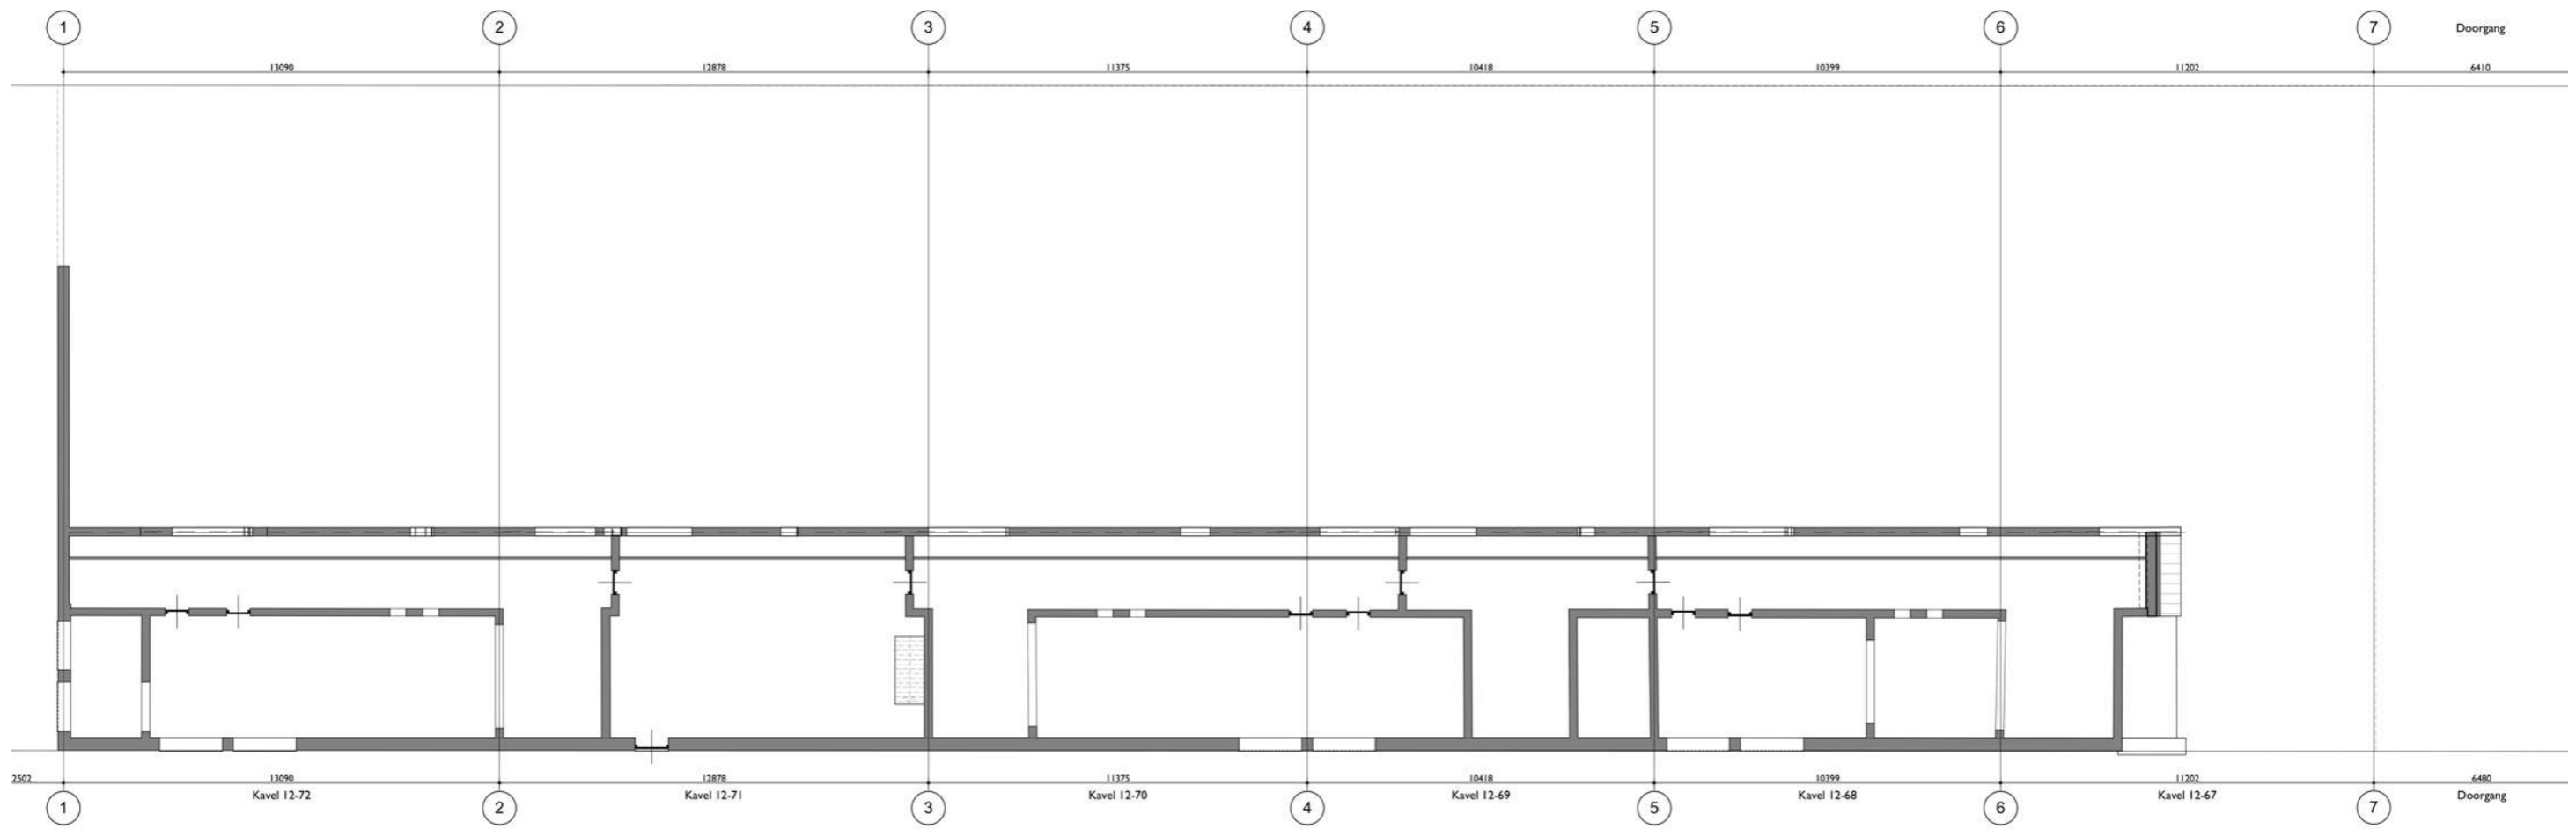 1 2 3 4 5 6 7 Doorgang
13090 12878 11375 10418 10399 11202 6410
2502 13090 12878 11375 10418 10399 11202 6480
Kavel 12-72 Kavel 12-71 Kavel 12-70 Kavel 12-69 Kavel 12-68 Kavel 12-67 Doorgang
1 2 3 4 5 6 7